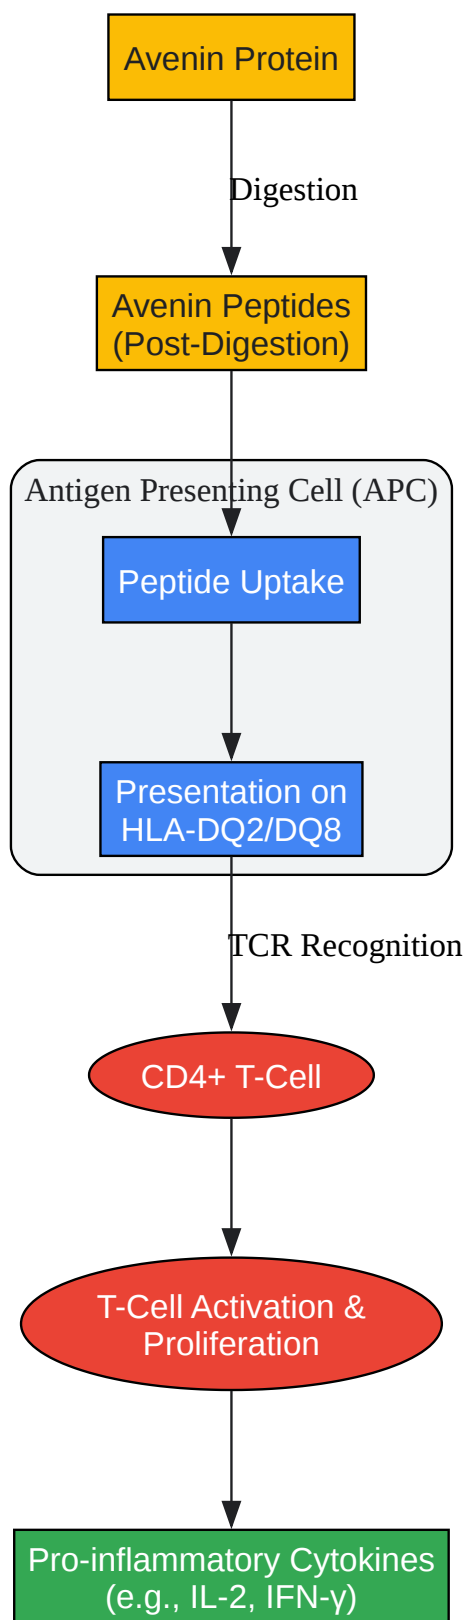 Avenin Protein
Digestion
Avenin Peptides
(Post-Digestion)
Antigen Presenting Cell (APC)
Peptide Uptake
Presentation on
HLA-DQ2/DQ8
TCR Recognition
CD4+ T-Cell
T-Cell Activation &
Proliferation
Pro-inflammatory Cytokines
(e.g., IL-2, IFN-γ)